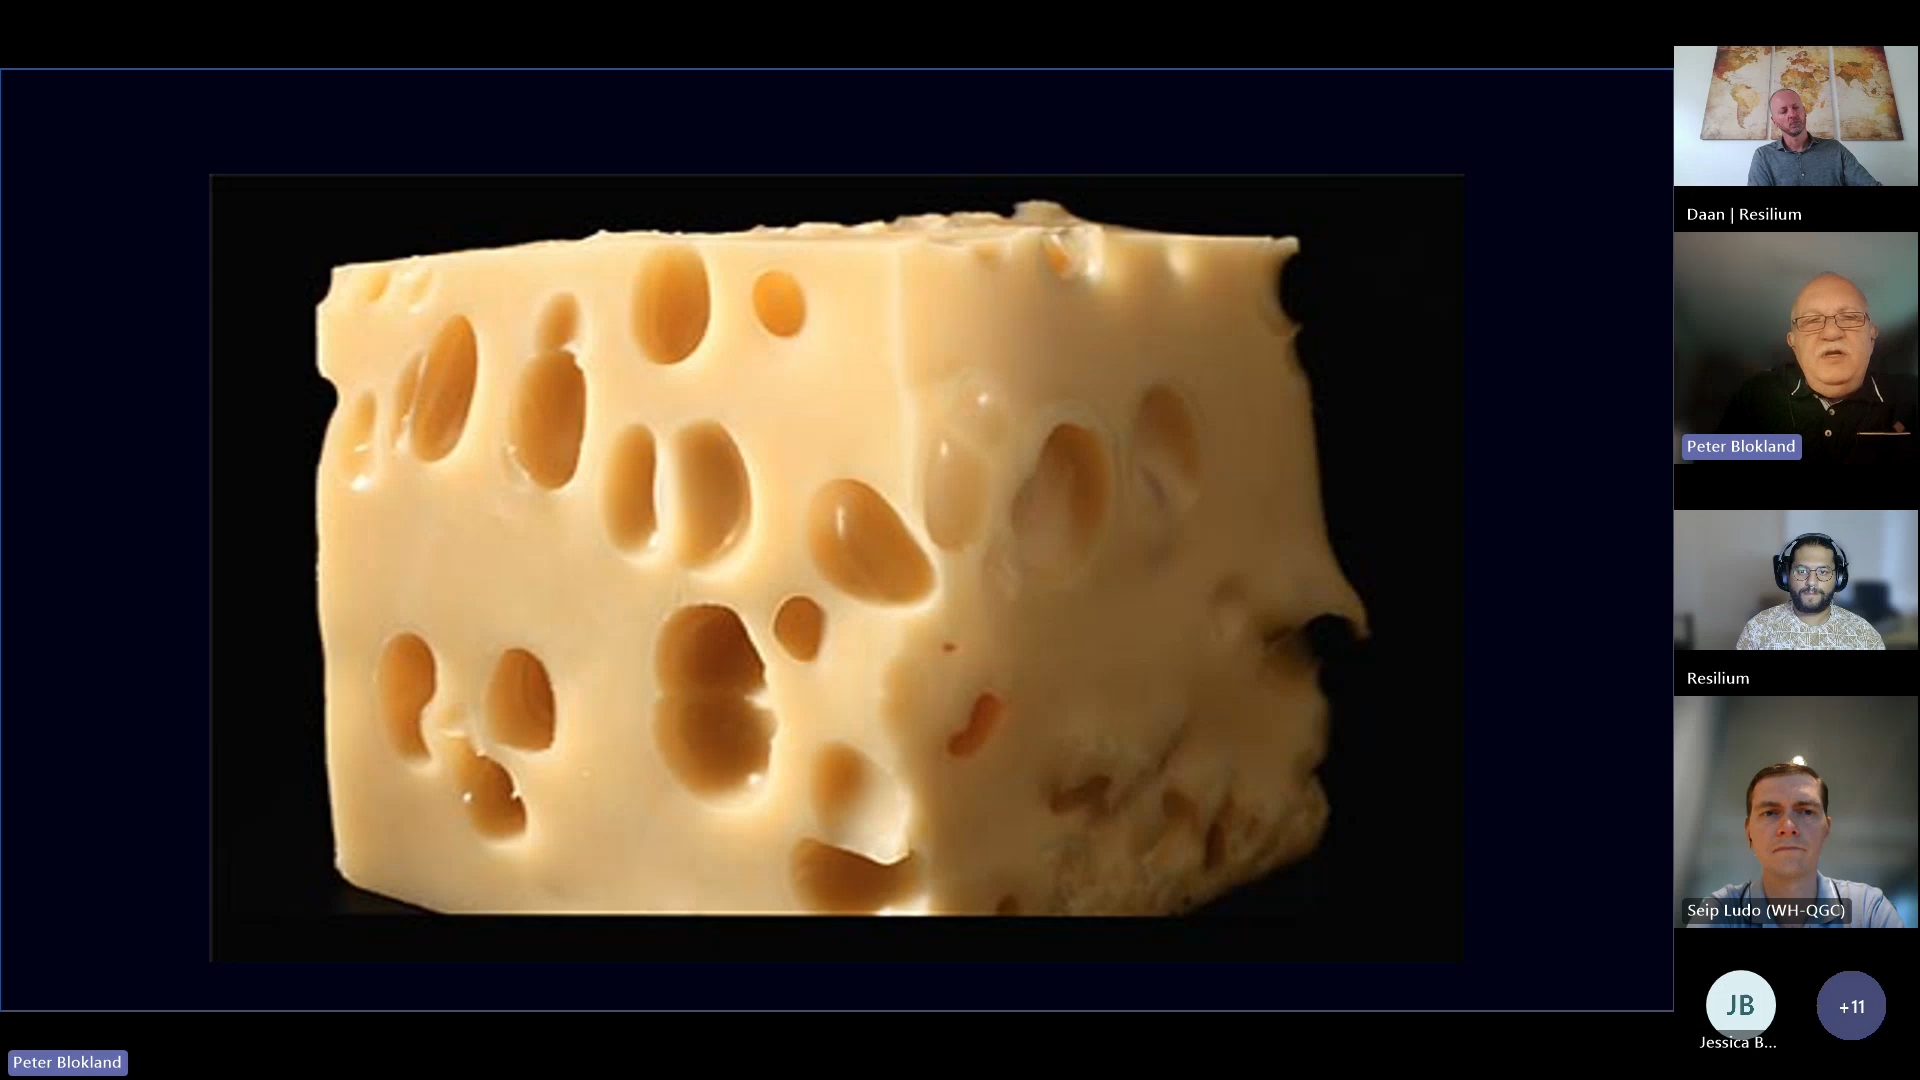 Daan | Resilium
Peter Blokland
Resilium
Seip Ludo (WH-QGC)
JB
+11
Jessica B...
Peter Blokland